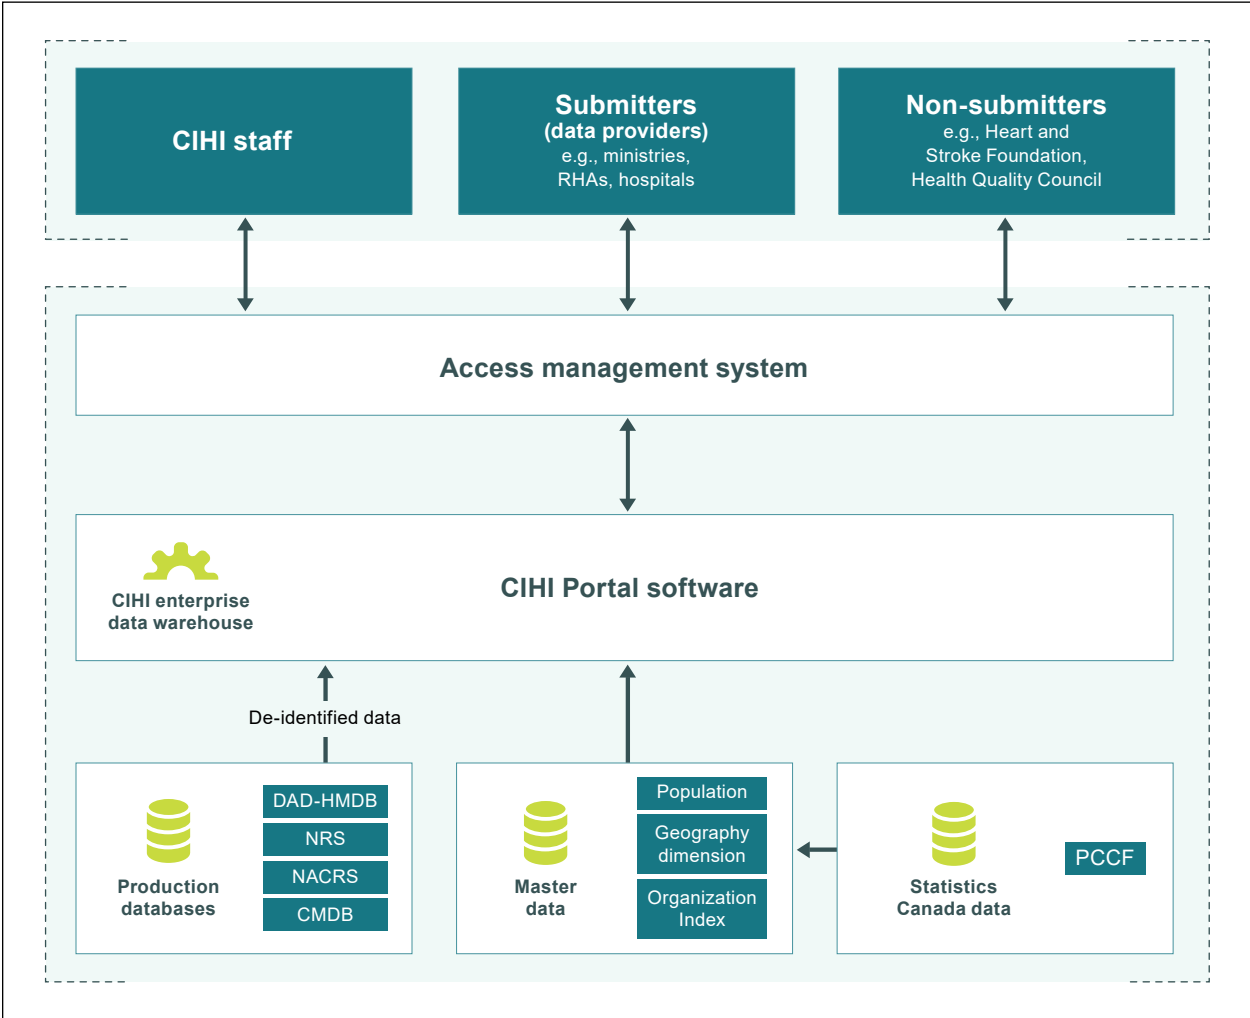 CIHI staff
Submitters
(data providers)
e.g., ministries,
RHAs, hospitals
Non-submitters
e.g., Heart and
Stroke Foundation,
Health Quality Council
Access management system
CIHI enterprise
data warehouse
CIHI Portal software
De-identified data
Production
databases
DAD-HMDB
NRS
NACRS
CMDB
Master
data
Population
Geography
dimension
Organization
Index
Statistics
Canada data
PCCF